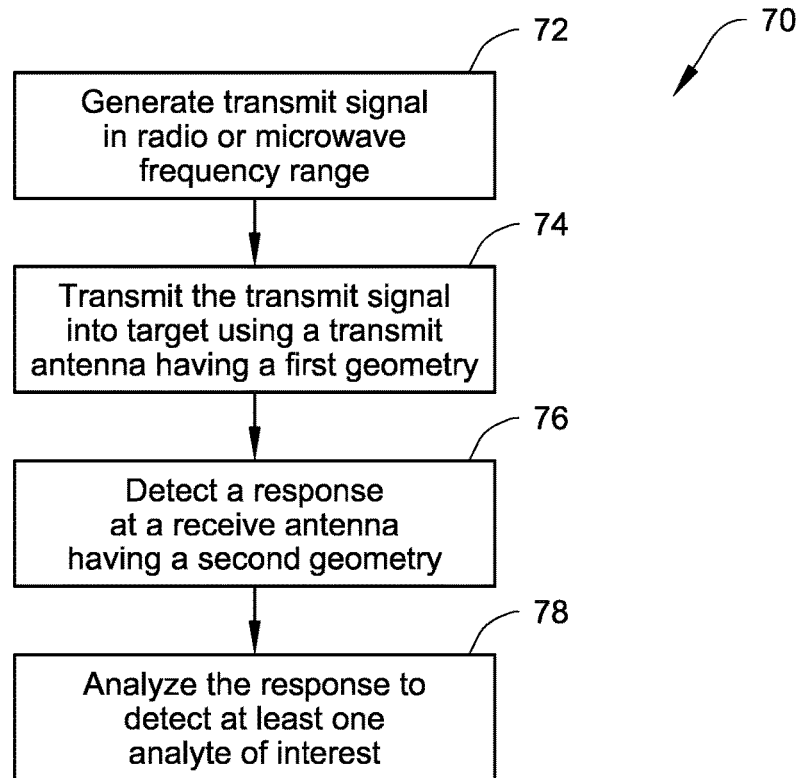 70
72
Generate transmit signal
in radio or microwave
frequency range
74
Transmit the transmit signal
into target using a transmit
antenna having a first geometry
76
Detect a response
at a receive antenna
having a second geometry
78
Analyze the response to
detect at least one
analyte of interest